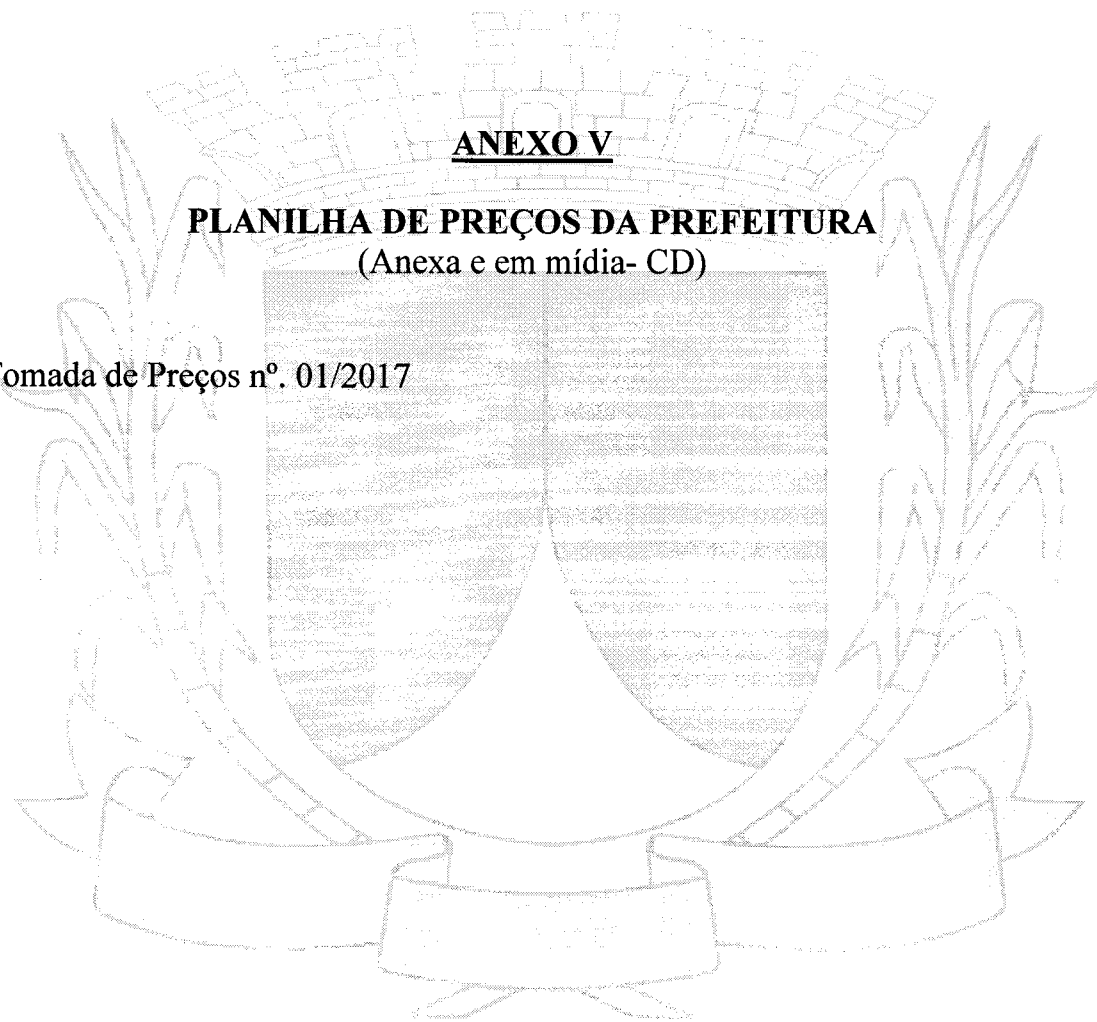 ANEXO V
PLANILHA DE PREÇOS DA PREFEITURA
(Anexa e em mídia- CD)
Tomada de Preços nº. 01/2017